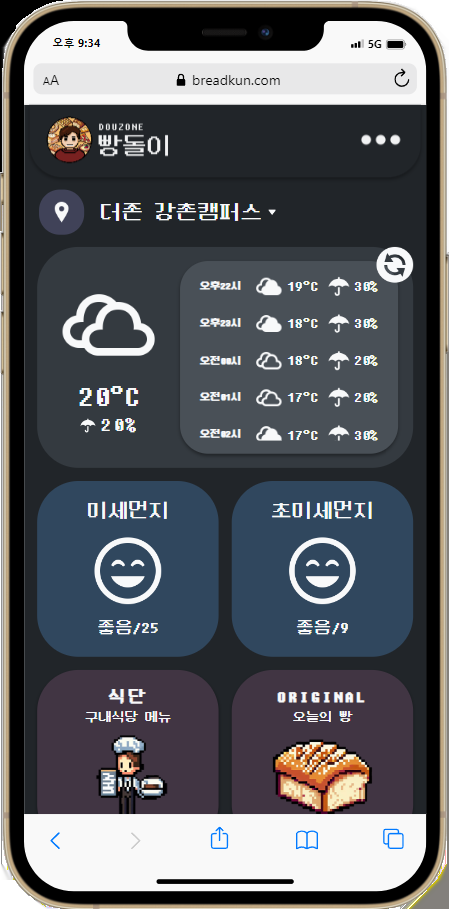 오후 9:34
5G
AA
breadkun.com
DOUZONE
빵돌이
더존 강촌캠퍼스
오후22시 19°C 30%
오후23시 18°C 30%
오전00시 18°C 20%
오전01시 17°C 20%
오전02시 17°C 30%
20°C
20%
미세먼지
초미세먼지
좋음/25
좋음/9
식단
구내식당 메뉴
ORIGINAL
오늘의 빵